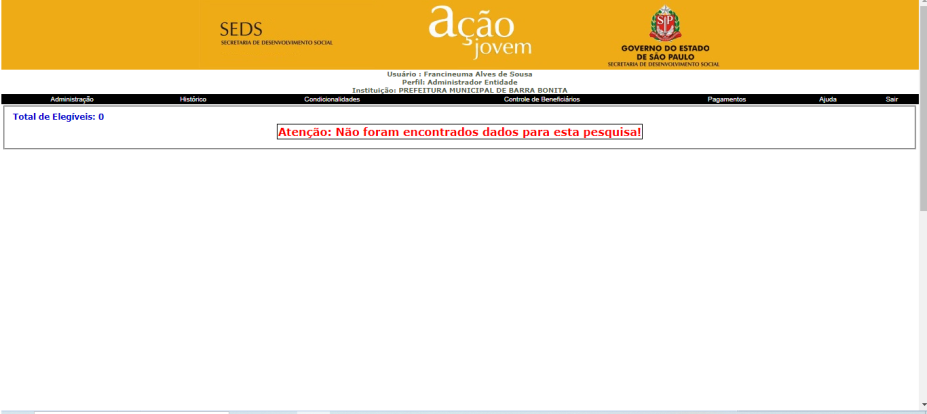 SEDS
SECRETARIA DE DESENVOLVIMENTO SOCIAL
ação
jovem
GOVERNO DO ESTADO
DE SÃO PAULO
SECRETARIA DE DESENVOLVIMENTO SOCIAL
Usuário : Francineuma Alves de Sousa
Perfil: Administrador Entidade
Instituição: PREFEITURA MUNICIPAL DE BARRA BONITA
Administração Histórico Condicionalidades Controle de Beneficiários Pagamentos Ajuda Sair
Total de Elegíveis: 0
Atenção: Não foram encontrados dados para esta pesquisa!